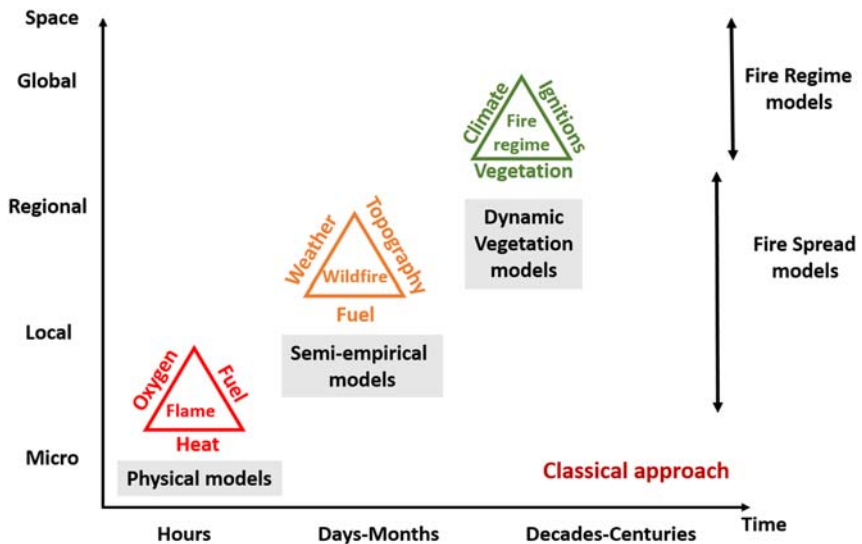 Space
Global
Regional
Local
Micro
Climate
Ignitions
Fire
regime
Vegetation
Dynamic
Vegetation
models
Weather
Topography
Wildfire
Fuel
Semi-empirical
models
Oxygen
Fuel
Flame
Heat
Physical models
Fire Regime
models
Fire Spread
models
Classical approach
Time
Hours
Days-Months
Decades-Centuries